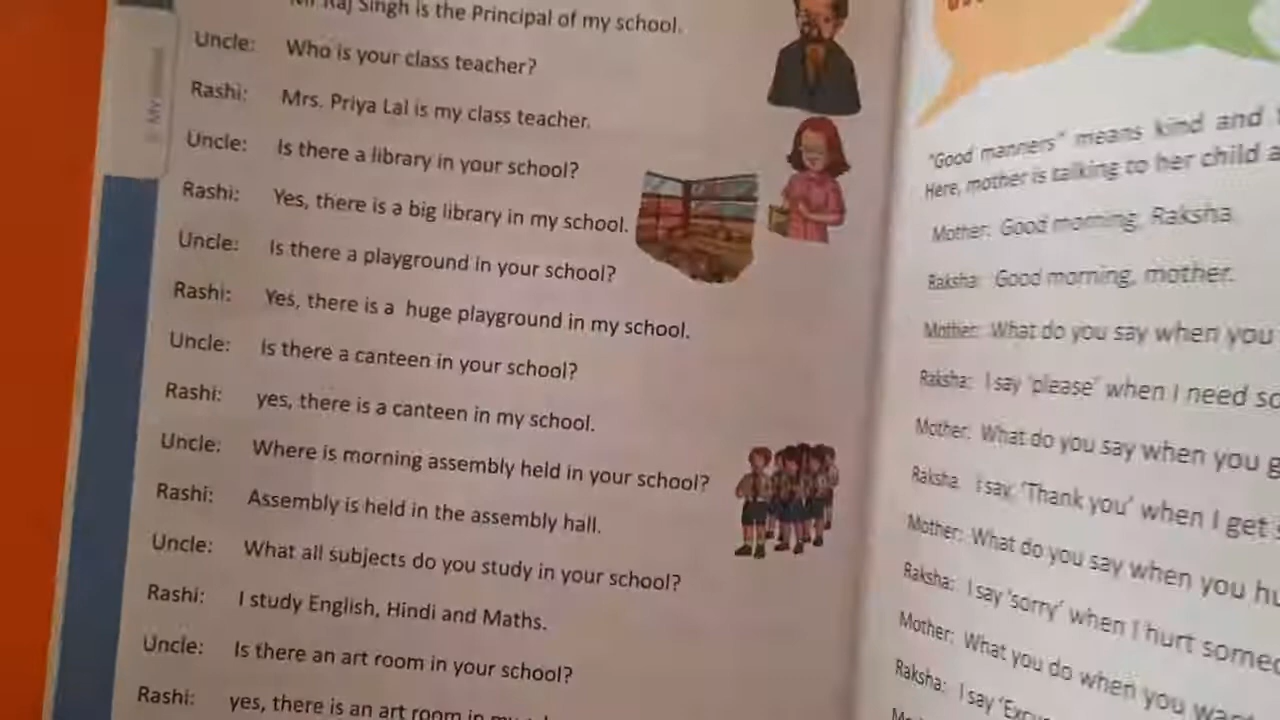 Mr Raj Singh is the Principal of my school.
Uncle: Who is your class teacher?
Rashi: Mrs. Priya Lal is my class teacher.
Uncle: Is there a library in your school?
Rashi: Yes, there is a big library in my school.
Uncle: Is there a playground in your school?
Rashi: Yes, there is a huge playground in my school.
Uncle: Is there a canteen in your school?
Rashi: yes, there is a canteen in my school.
Uncle: Where is morning assembly held in your school?
Rashi: Assembly is held in the assembly hall.
Uncle: What all subjects do you study in your school?
Rashi: I study English, Hindi and Maths.
Uncle: Is there an art room in your school?
Rashi: yes, there is an art room in
"Good manners" means kind and
Here, mother is talking to her child
Mother: Good morning, Raksha.
Raksha: Good morning, mother.
Mother: What do you say when you
Raksha: I say 'please' when I need
Mother: What do you say when you
Raksha: I say, 'Thank you' when I get
Mother: What do you say when you
Raksha: I say 'sorry' when I hurt
Mother: What you do when you
Raksha: I say